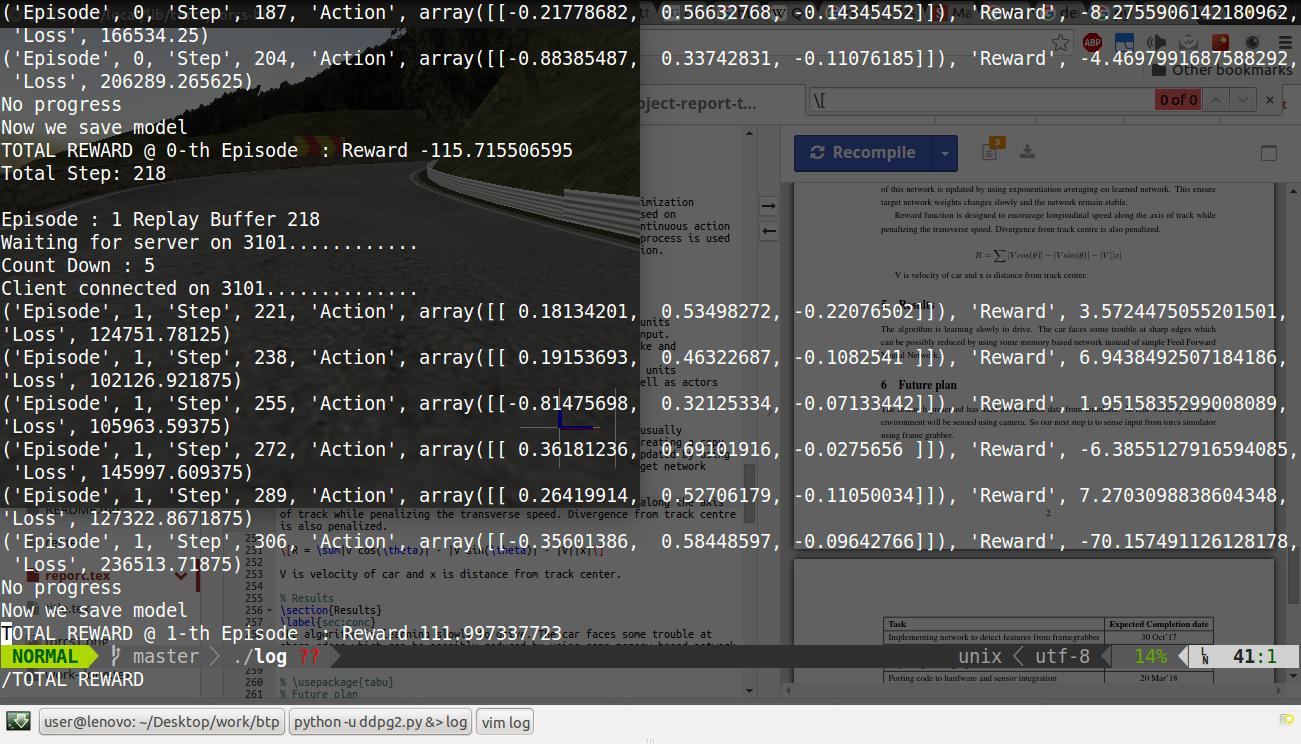 ('Episode', 0, 'Step', 187, 'Action', array([[-0.21778682, 0.56632768, -0.14345452]]), 'Reward', -8.2755906142180962,
'Loss', 166534.25)
('Episode', 0, 'Step', 204, 'Action', array([[-0.88385487, 0.33742831, -0.11076185]]), 'Reward', -4.4697991687588292,
'Loss', 206289.265625)
Other bookmarks
No progress
oject-report-t...
\[
0 of 0
Now we save model
TOTAL REWARD @ 0-th Episode : Reward -115.715506595
Recompile
3
Total Step: 218
of this network is updated by using exponentiation averaging on learned network. This ensure
target network weights changes slowly and the network remain stable.
Reward function is designed to encourage longitudinal speed along the axis of track while
penalizing the transverse speed. Divergence from track centre is also penalized.
R = ∑ |V cos(θ)| − |V sin(θ)| − |V||x|
V is velocity of car and x is distance from track center.
imization
sed on
ntinuous action
process is used
ion.
Episode : 1 Replay Buffer 218
Waiting for server on 3101............
Count Down : 5
Client connected on 3101..............
('Episode', 1, 'Step', 221, 'Action', array([[ 0.18134201, 0.53498272, -0.22076502]]), 'Reward', 3.5724475055201501,
'Loss', 124751.78125)
The algorithm is learning slowly to drive. The car faces some trouble at sharp edges which
can be possibly reduced by using some memory based network instead of simple Feed Forward
('Episode', 1, 'Step', 238, 'Action', array([[ 0.19153693, 0.46322687, -0.1082541 ]]), 'Reward', 6.9438492507184186,
'Loss', 102126.921875)
6 Future plan
('Episode', 1, 'Step', 255, 'Action', array([[-0.81475698, 0.32125334, -0.07133442]]), 'Reward', 1.9515835299008089,
'Loss', 105963.59375)
environment will be sensed using camera. So our next step is to sense input from torcs simulator
using frame grabber.
('Episode', 1, 'Step', 272, 'Action', array([[ 0.36181236, 0.69101916, -0.0275656 ]]), 'Reward', -6.3855127916594085,
'Loss', 145997.609375)
('Episode', 1, 'Step', 289, 'Action', array([[ 0.26419914, 0.52706179, -0.11050034]]), 'Reward', 7.2703098838604348,
'Loss', 127322.8671875)
2
of track while penalizing the transverse speed. Divergence from track centre
is also penalized.
('Episode', 1, 'Step', 306, 'Action', array([[-0.35601386, 0.58448597, -0.09642766]]), 'Reward', -70.157491126128178,
251 \[R = \sum|V cos(\theta)| - |V sin(\theta)| - |V||x|\]
'Loss', 236513.71875)
report.tex
253 V is velocity of car and x is distance from track center.
No progress
254
255 % Results
Now we save model
256 \section{Results}
257 \label{sec:conc}
TOTAL REWARD @ 1-th Episode : Reward 111.997337723
Task Expected Completion date
Implementing network to detect features from framegrabber 30 Oct'17
NORMAL master ./log ?? unix utf-8 14% LN 41:1
/TOTAL REWARD
259
260 % \usepackage{tabu}
261 % Future plan
Porting code to hardware and sensor integration 20 Mar'18
user@lenovo: ~/Desktop/work/btp python -u ddpg2.py &> log vim log